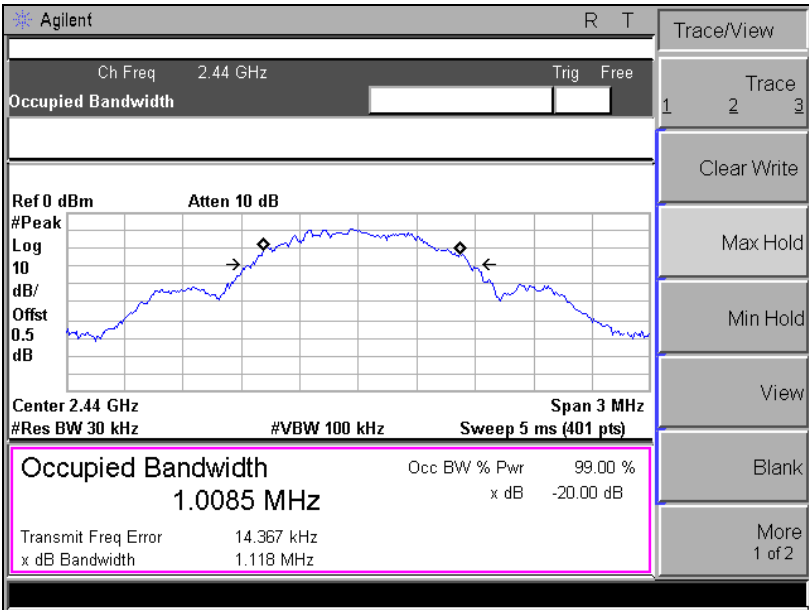 Agilent R T
Trace/View
Ch Freq 2.44 GHz Trig Free
Occupied Bandwidth
Trace
1 2 3
Clear Write
Max Hold
Min Hold
View
Blank
More
1 of 2
Ref 0 dBm Atten 10 dB
#Peak
Log
10
dB/
Offst
0.5
dB
Center 2.44 GHz Span 3 MHz
#Res BW 30 kHz #VBW 100 kHz Sweep 5 ms (401 pts)
Occupied Bandwidth Occ BW % Pwr 99.00 %
1.0085 MHz x dB -20.00 dB
Transmit Freq Error 14.367 kHz
x dB Bandwidth 1.118 MHz